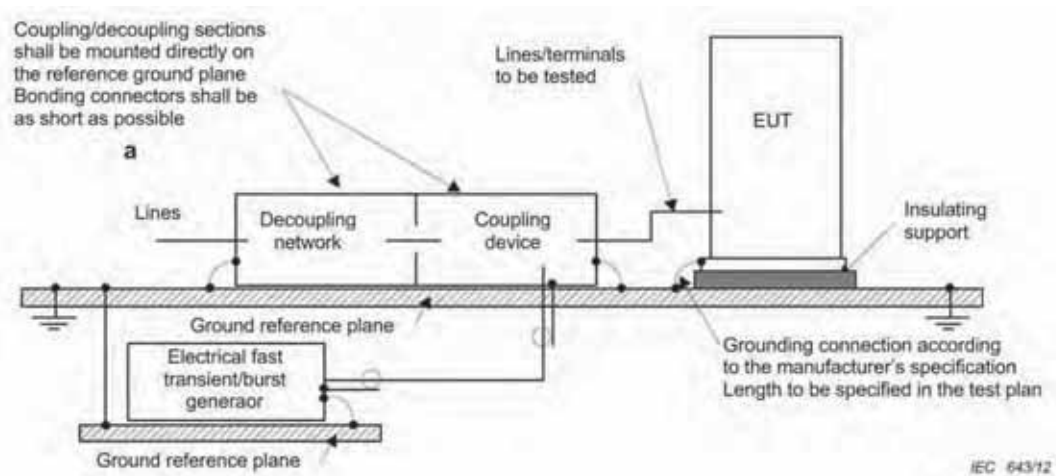 Coupling/decoupling sections
shall be mounted directly on
the reference ground plane
Bonding connectors shall be
as short as possible
a
Lines/terminals
to be tested
EUT
Lines
Decoupling
network
Coupling
device
Insulating
support
Ground reference plane
Electrical fast
transient/burst
generaor
Grounding connection according
to the manufacturer's specification
Length to be specified in the test plan
Ground reference plane
IEC 643/12